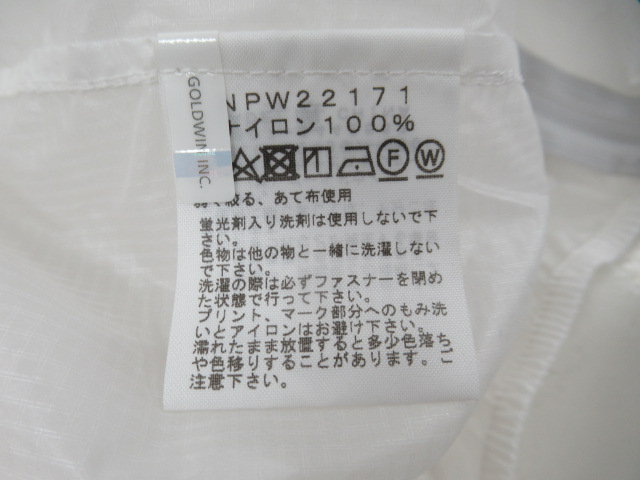 GOLDWIN INC.
NPW22171
ナイロン100%
F W
弱く絞る、あて布使用
蛍光剤入り洗剤は使用しないで下
さい。
色物は他の物と一緒に洗濯しない
で下さい。
洗濯の際は必ずファスナーを閉め
た状態で行って下さい。
プリント、マーク部分へのもみ洗
いとアイロンはお避け下さい。
濡れたまま放置すると多少色落ち
や色移りすることがあります。ご
注意下さい。